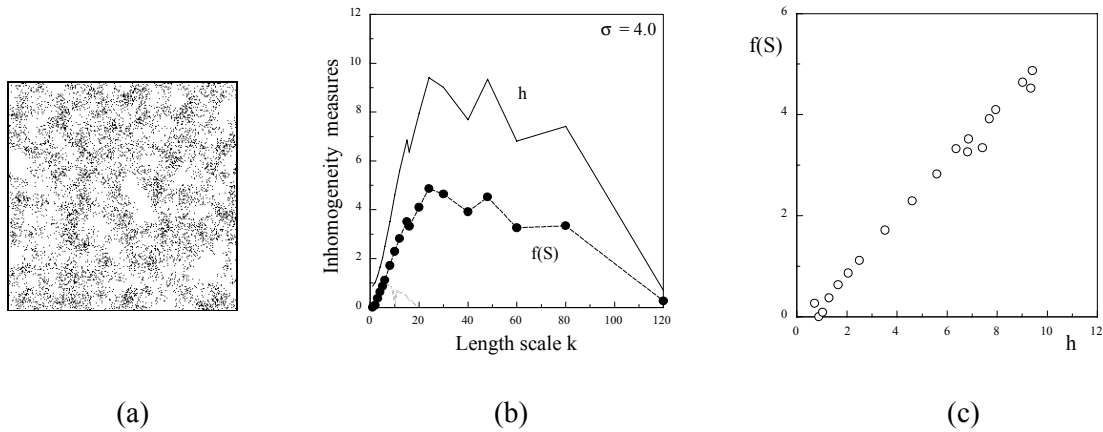 12
10
8
6
4
2
0
Inhomogeneity measures
σ = 4.0
h
f(S)
0 20 40 60 80 100 120
Length scale k
f(S)
6
4
2
0
0 2 4 6 8 10 12
h
(a) (b) (c)